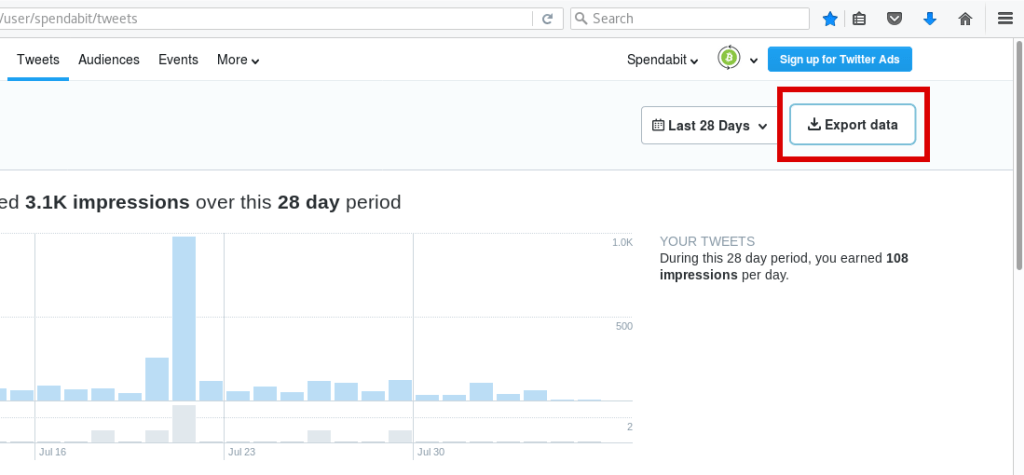 /user/spendabit/tweets
Search
Tweets Audiences Events More
Spendabit
Sign up for Twitter Ads
Last 28 Days
Export data
ed 3.1K impressions over this 28 day period
1.0K
500
2
Jul 16
Jul 23
Jul 30
YOUR TWEETS
During this 28 day period, you earned 108
impressions per day.